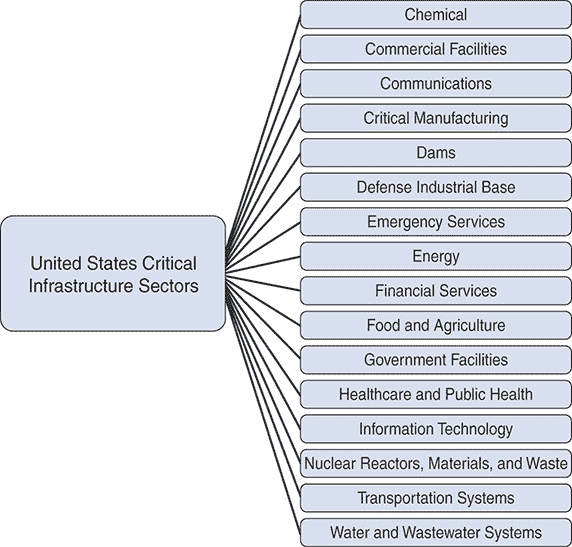 United States Critical
Infrastructure Sectors
Chemical
Commercial Facilities
Communications
Critical Manufacturing
Dams
Defense Industrial Base
Emergency Services
Energy
Financial Services
Food and Agriculture
Government Facilities
Healthcare and Public Health
Information Technology
Nuclear Reactors, Materials, and Waste
Transportation Systems
Water and Wastewater Systems